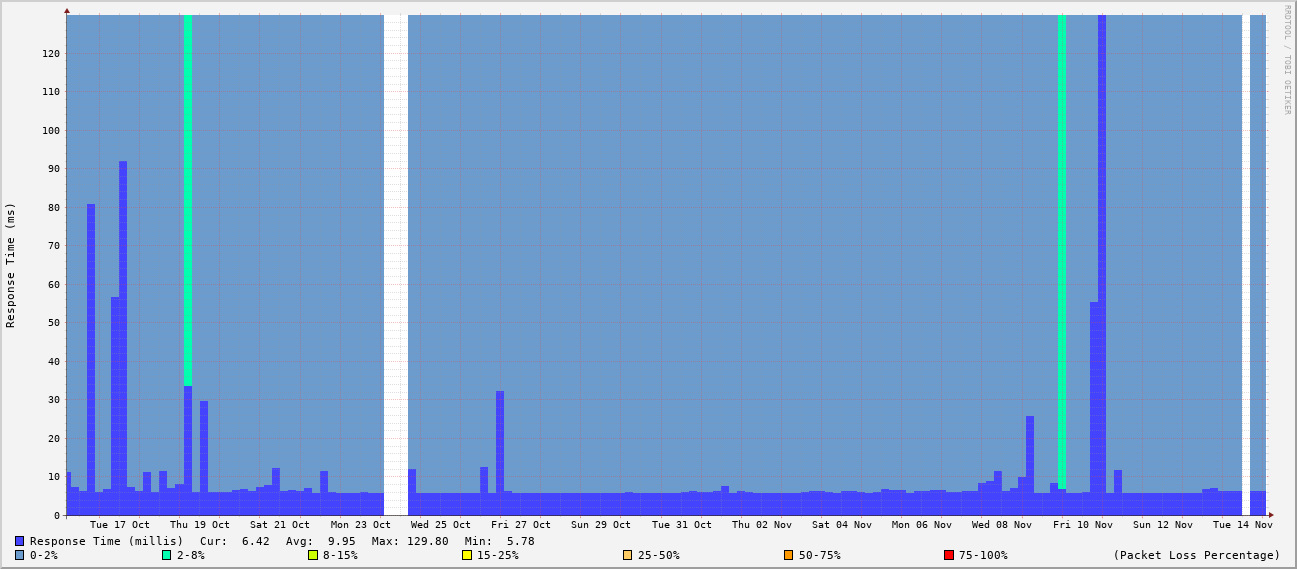 RRDTOOL / TOBI OETIKER
Response Time (ms)
120
110
100
90
80
70
60
50
40
30
20
10
0
Tue 17 Oct Thu 19 Oct Sat 21 Oct Mon 23 Oct Wed 25 Oct Fri 27 Oct Sun 29 Oct Tue 31 Oct Thu 02 Nov Sat 04 Nov Mon 06 Nov Wed 08 Nov Fri 10 Nov Sun 12 Nov Tue 14 Nov
Response Time (millis) Cur: 6.42 Avg: 9.95 Max: 129.80 Min: 5.78
0-2% 2-8% 8-15% 15-25% 25-50% 50-75% 75-100% (Packet Loss Percentage)